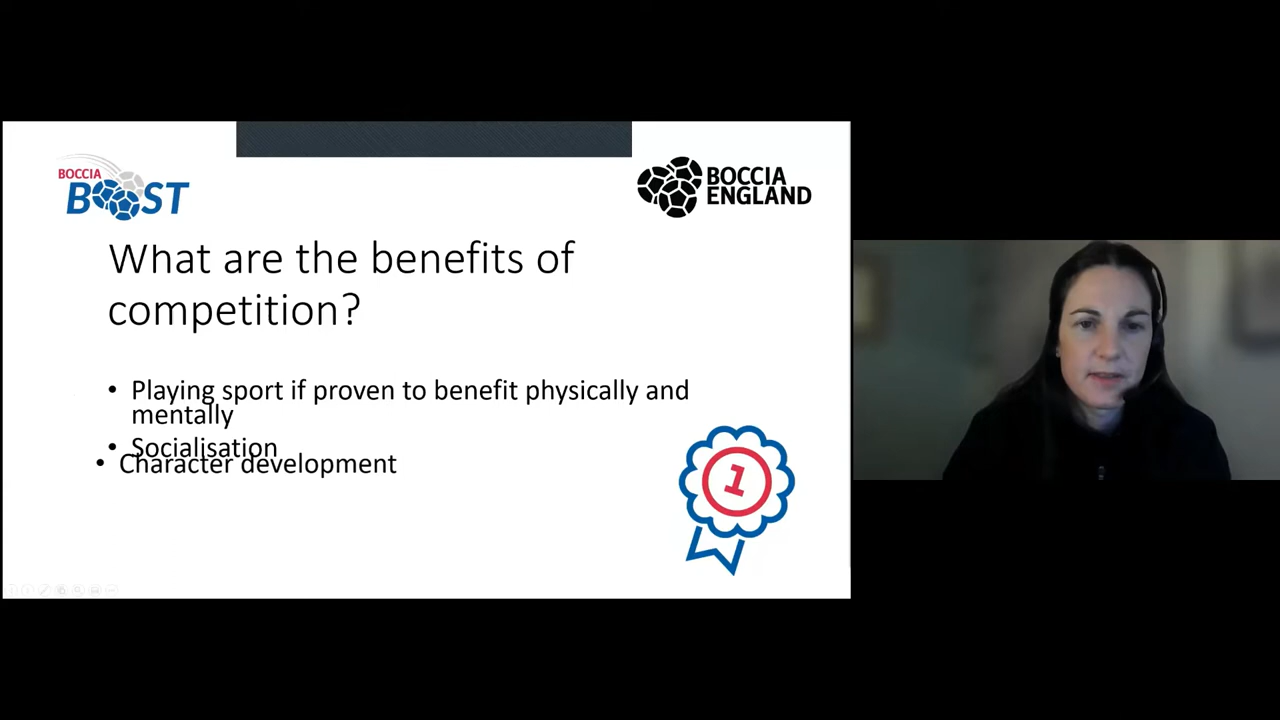 BOCCIA
BOOST
BOCCIA
ENGLAND
What are the benefits of
competition?
• Playing sport if proven to benefit physically and
mentally
• Socialisation
• Character development
1